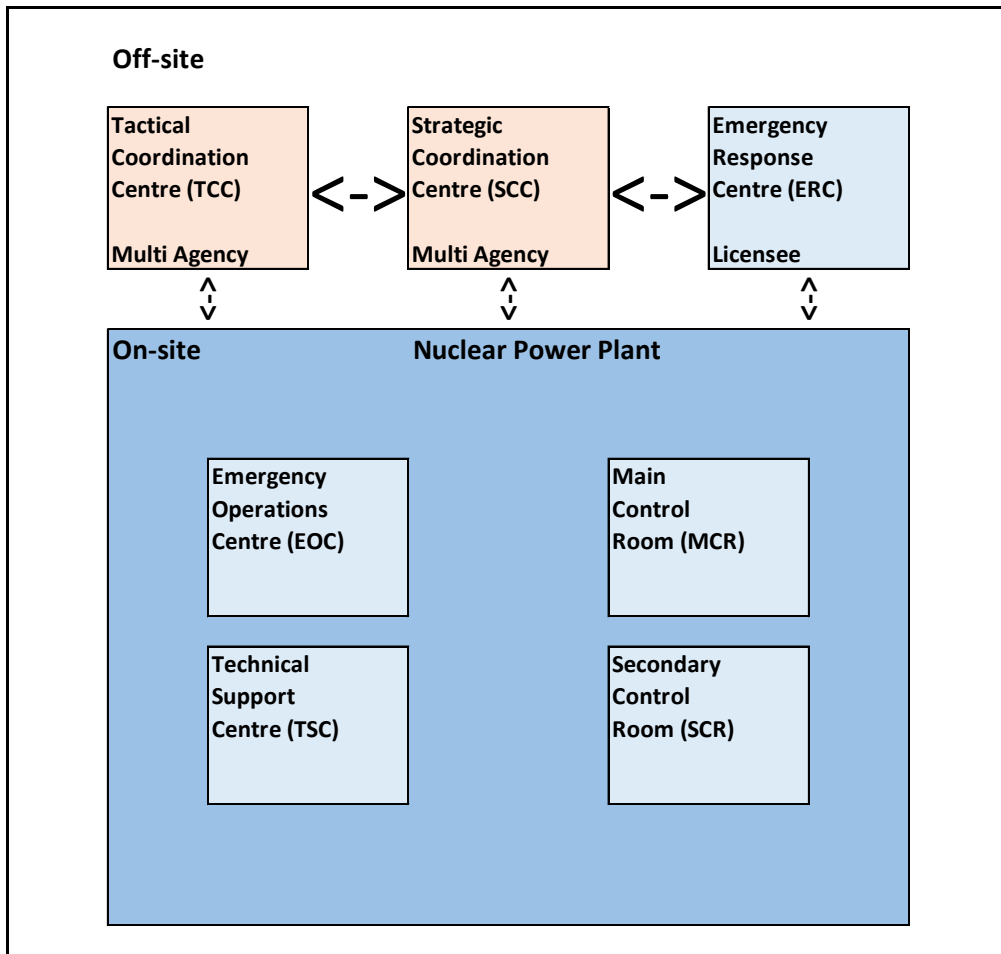 Off-site
Tactical
Coordination
Centre (TCC)
Multi Agency
<->
Strategic
Coordination
Centre (SCC)
Multi Agency
<->
Emergency
Response
Centre (ERC)
Licensee
<->
<->
<->
On-site
Nuclear Power Plant
Emergency
Operations
Centre (EOC)
Main
Control
Room (MCR)
Technical
Support
Centre (TSC)
Secondary
Control
Room (SCR)